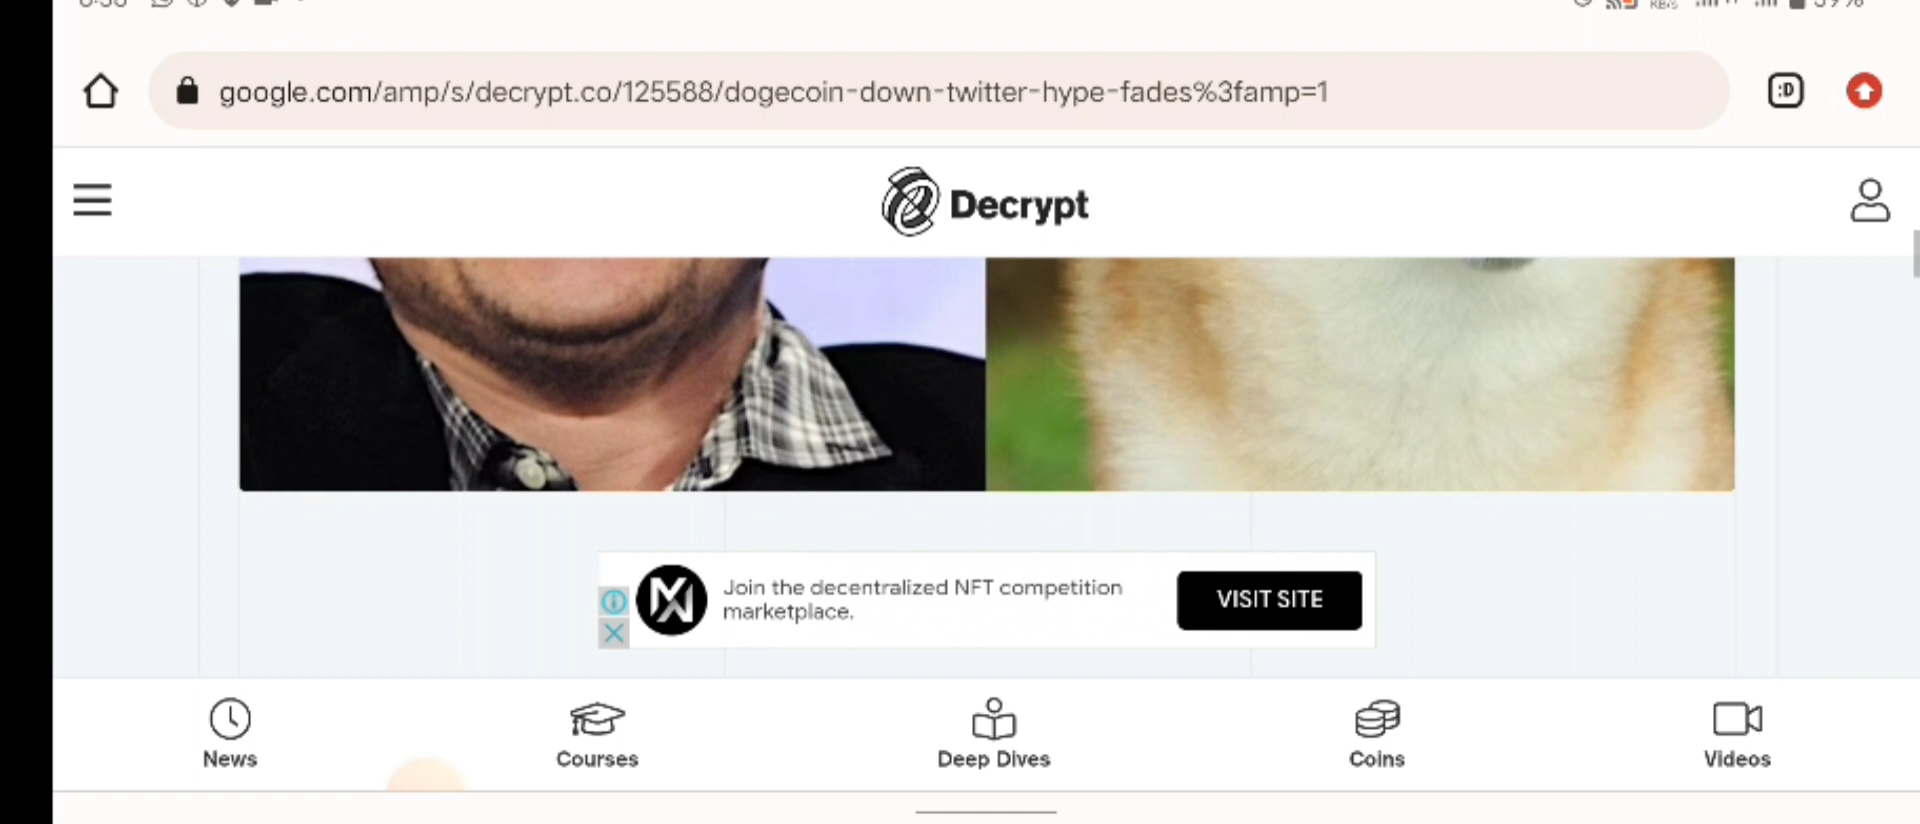 google.com/amp/s/decrypt.co/125588/dogecoin-down-twitter-hype-fades%3famp=1
:D
Decrypt
Join the decentralized NFT competition
marketplace.
VISIT SITE
News
Courses
Deep Dives
Coins
Videos